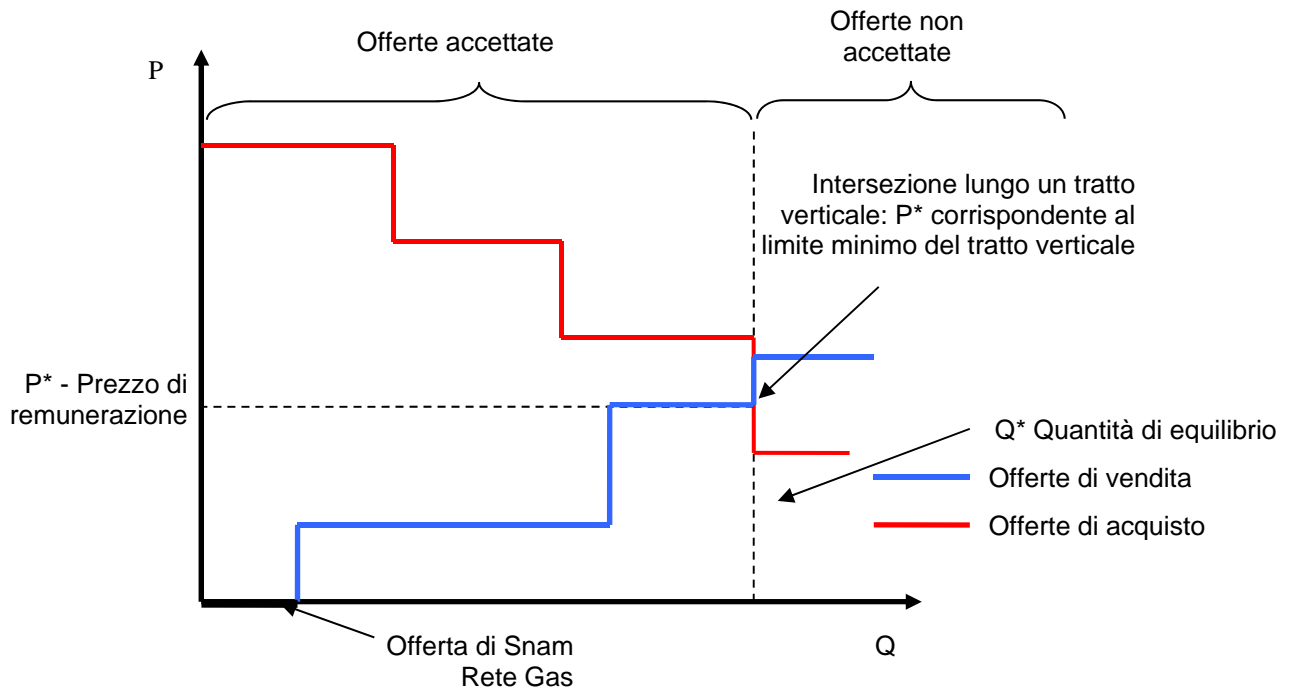 Offerte accettate
Offerte non
accettate
P
Intersezione lungo un tratto
verticale: P* corrispondente al
limite minimo del tratto verticale
P* - Prezzo di
remunerazione
Q* Quantità di equilibrio
Offerte di vendita
Offerte di acquisto
Offerta di Snam
Rete Gas
Q